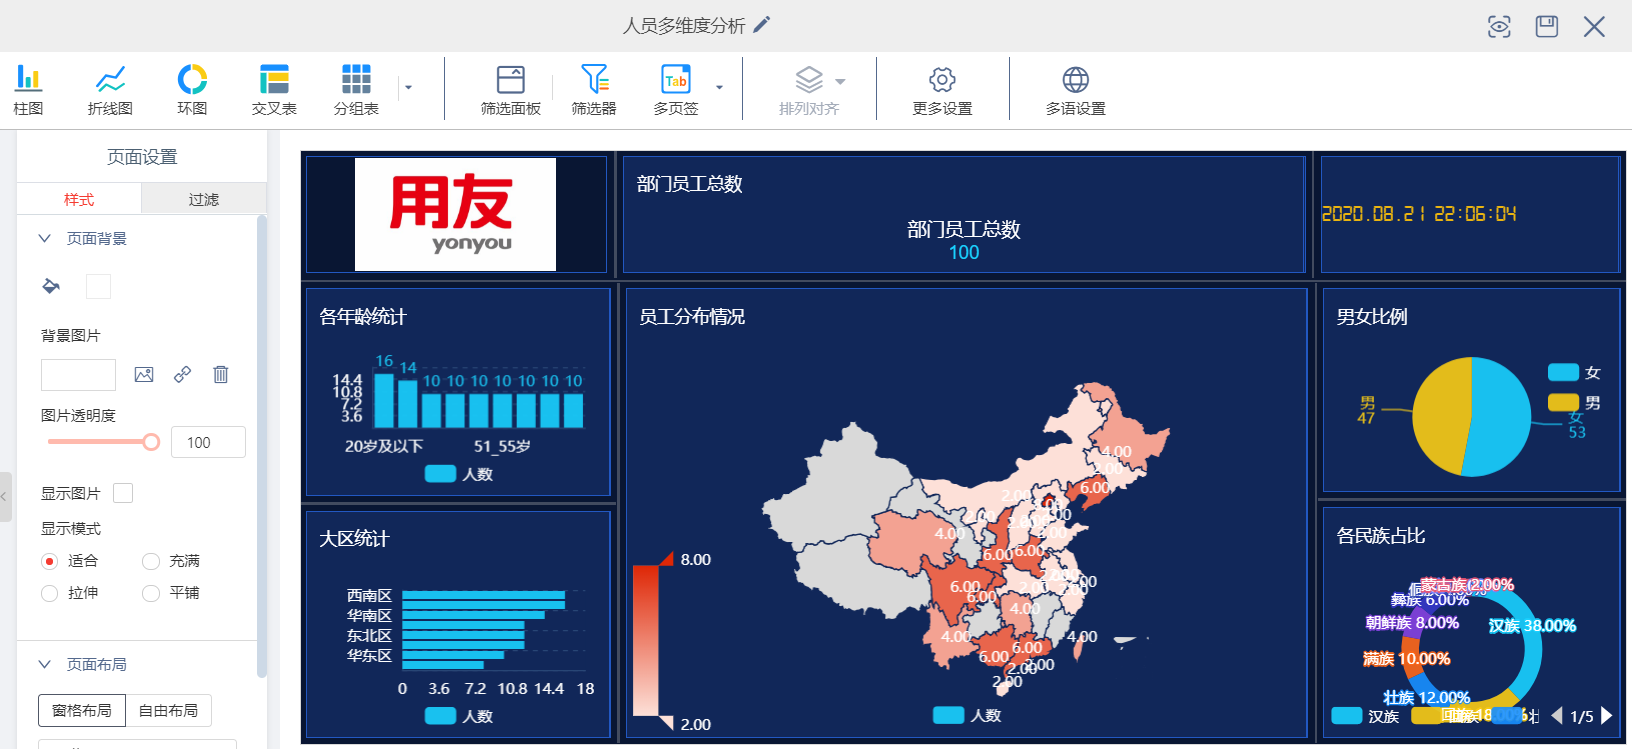 人员多维度分析
柱图
折线图
环图
交叉表
分组表
筛选面板
筛选器
Tab
多页签
排列对齐
更多设置
多语设置
页面设置
样式
过滤
页面背景
背景图片
图片透明度
100
显示图片
显示模式
适合
充满
拉伸
平铺
页面布局
窗格布局
自由布局
用友
yonyou
部门员工总数
部门员工总数
100
2020.08.21 22:06:04
各年龄统计
16
14
10 10 10 10 10 10 10
14.4
10.8
7.2
3.6
20岁及以下
51_55岁
人数
大区统计
西南区
华南区
东北区
华东区
0 3.6 7.2 10.8 14.4 18
人数
员工分布情况
4.00
2.00
6.00
2.00
2.00
4.00
6.00
6.00
6.00
6.00
2.00
4.00
4.00
4.00
6.00
6.00
2.00
2.00
2.00
8.00
2.00
人数
男女比例
女
男
男
47
女
53
各民族占比
蒙古族(2.00%
彝族 6.00%
朝鲜族 8.00%
汉族 38.00%
满族 10.00%
壮族 12.00%
汉族
1/5